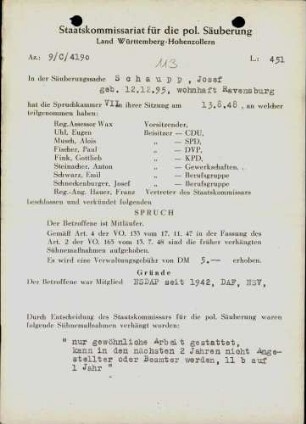 Staatskommissariat für die pol. Säuberung
Land Württemberg-Hohenzollern
Az.: 9/C/4190
113
L.: 451
In der Säuberungssache Schaupp, Josef
geb. 12.12.95, wohnhaft Ravensburg
hat die Spruchkammer VII in ihrer Sitzung am 13.8.48, an welcher
teilgenommen haben:
Reg.Assesor Wax Vorsitzender,
Uhl, Eugen Beisitzer — CDU,
Musch, Alois „ — SPD,
Fischer, Paul „ — DVP,
Fink, Gottlieb „ — KPD,
Steinacher, Anton „ — Gewerkschaften,
Schwarz, Emil „ — Berufsgruppe
Schneckenburger, Josef „ — Berufsgruppe
Reg.-Ang. Hauer, Franz Vertreter des Staatskommissars
beschlossen und verkündet folgenden
SPRUCH
Der Betroffene ist Mitläufer.
Gemäß Art. 4 der VO. 133 vom 17. 11. 47 in der Fassung des
Art. 2 der VO. 165 vom 13. 7. 48 sind die früher verhängten
Sühnemaßnahmen aufgehoben.
Es wird eine Verwaltungsgebühr von DM 5.— erhoben.
Gründe
Der Betroffene war Mitglied NSDAP seit 1942, DAF, NSV,
Durch Entscheidung des Staatskommissars für die pol. Säuberung waren
folgende Sühnemaßnahmen verhängt worden:
" nur gewöhnliche Arbeit gestattet,
kann in den nächsten 2 Jahren nicht Ange-
stellter oder Beamter werden, 11 b auf
1 Jahr "